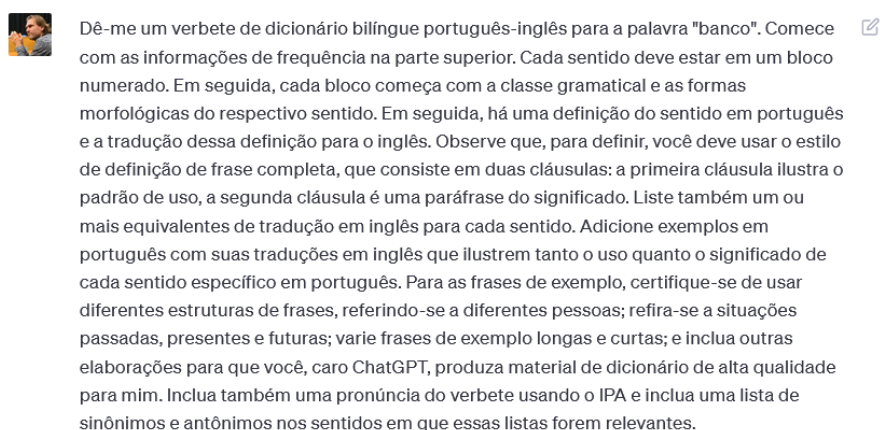 Dê-me um verbete de dicionário bilíngue português-inglês para a palavra "banco". Comece
com as informações de frequência na parte superior. Cada sentido deve estar em um bloco
numerado. Em seguida, cada bloco começa com a classe gramatical e as formas
morfológicas do respectivo sentido. Em seguida, há uma definição do sentido em português
e a tradução dessa definição para o inglês. Observe que, para definir, você deve usar o estilo
de definição de frase completa, que consiste em duas cláusulas: a primeira cláusula ilustra o
padrão de uso, a segunda cláusula é uma paráfrase do significado. Liste também um ou
mais equivalentes de tradução em inglês para cada sentido. Adicione exemplos em
português com suas traduções em inglês que ilustrem tanto o uso quanto o significado de
cada sentido específico em português. Para as frases de exemplo, certifique-se de usar
diferentes estruturas de frases, referindo-se a diferentes pessoas; refira-se a situações
passadas, presentes e futuras; varie frases de exemplo longas e curtas; e inclua outras
elaborações para que você, caro ChatGPT, produza material de dicionário de alta qualidade
para mim. Inclua também uma pronúncia do verbete usando o IPA e inclua uma lista de
sinônimos e antônimos nos sentidos em que essas listas forem relevantes.